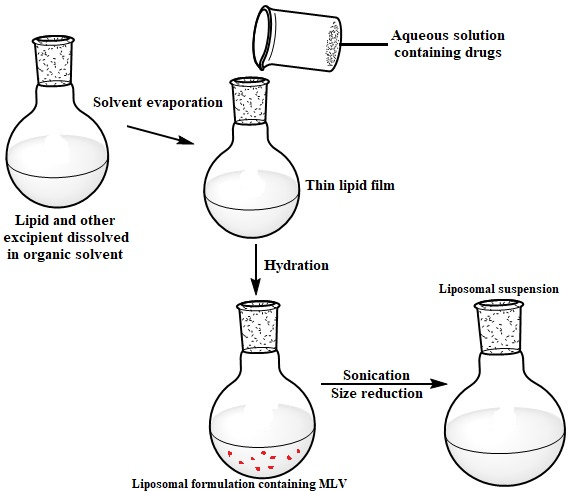 Aqueous solution
containing drugs
Solvent evaporation
Thin lipid film
Lipid and other
excipient dissolved
in organic solvent
Hydration
Liposomal suspension
Sonication
Size reduction
Liposomal formulation containing MLV